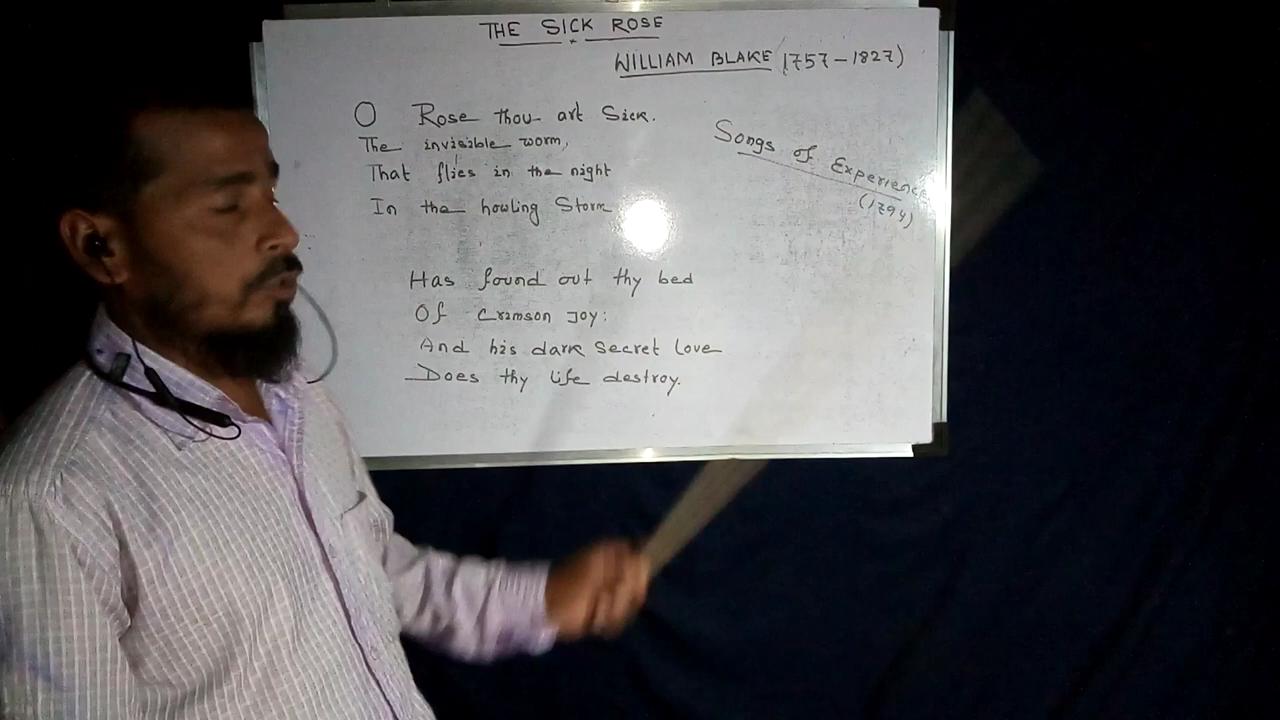 THE SICK ROSE
WILLIAM BLAKE (1757-1827)
O Rose thou art Sick.
The invisible worm,
That flies in the night
In the howling Storm
Songs of Experience
(1794)
Has found out thy bed
Of Crimson Joy:
And his dark secret love
Does thy life destroy.